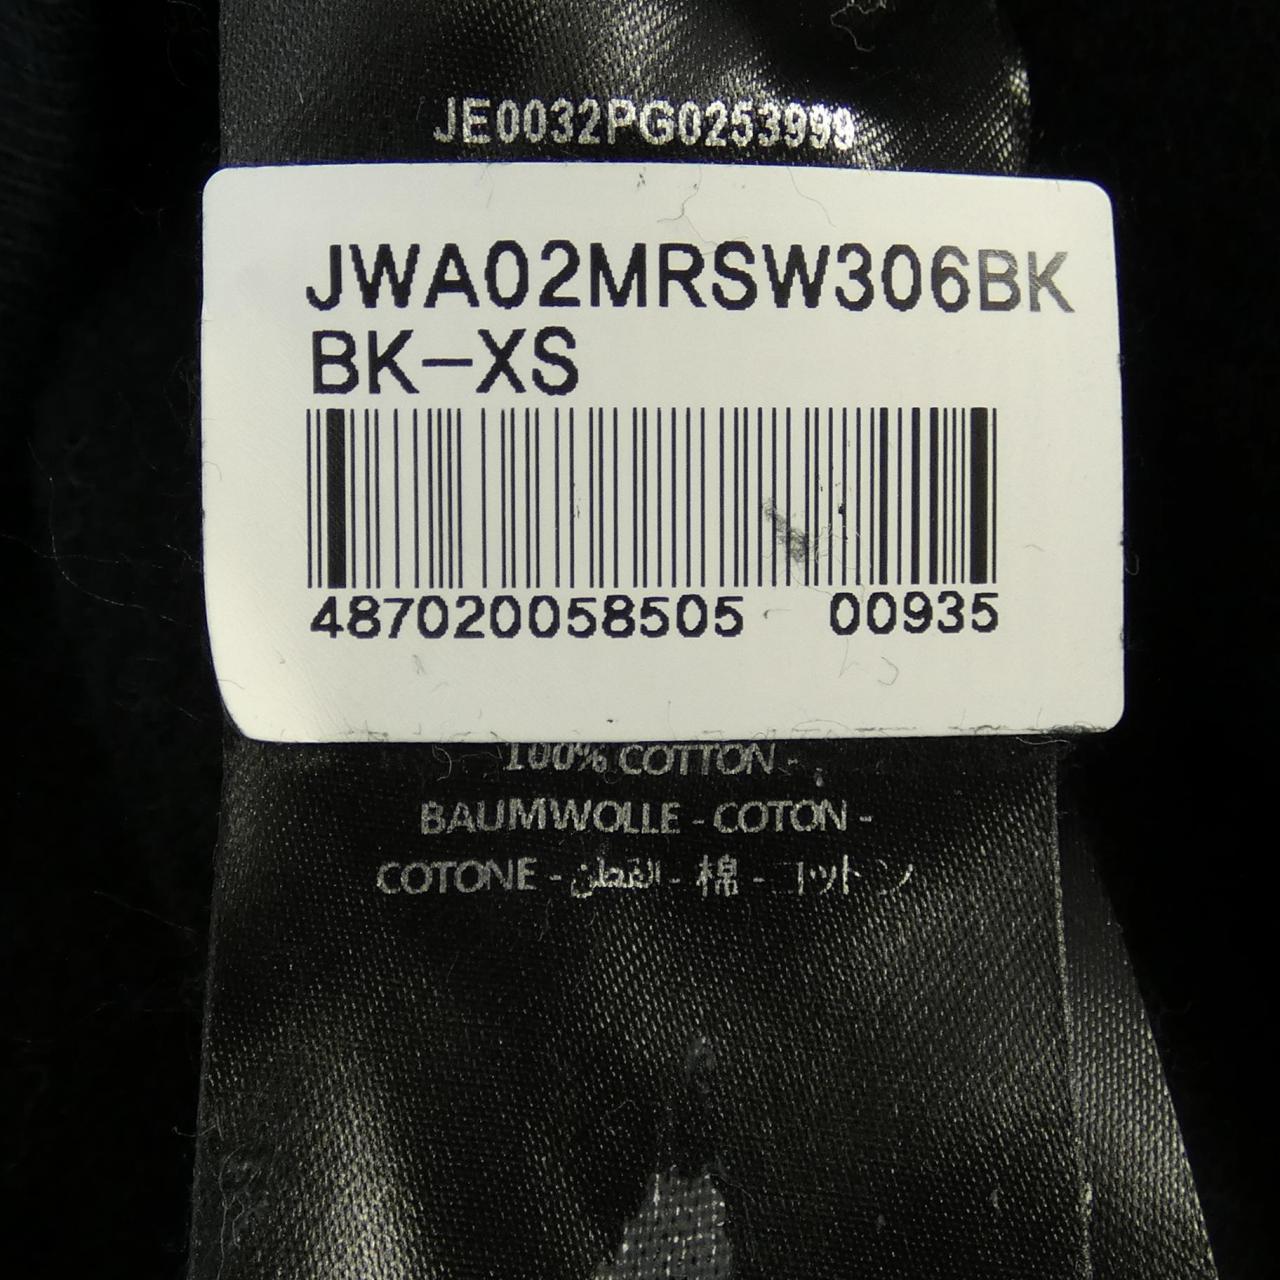 JE0032PG0253999
JWA02MRSW306BK
BK-XS
487020058505 00935
100% COTTON -
BAUMWOLLE - COTON -
COTONE - القطن - 棉 - コットン